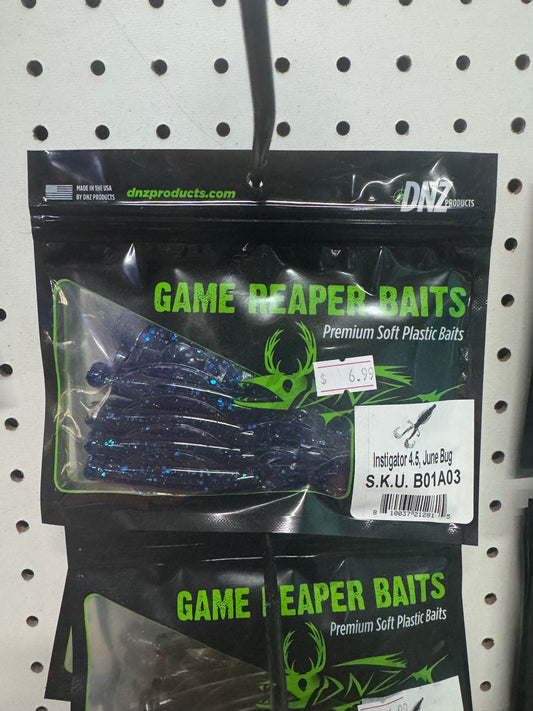 MADE IN THE USA
BY DNZ PRODUCTS
dnzproducts.com
DNZ PRODUCTS
GAME REAPER BAITS
Premium Soft Plastic Baits
$ 6.99
Instigator 4.5, June Bug
S.K.U. B01A03
GAME REAPER BAITS
Premium Soft Plastic Baits
DNZ